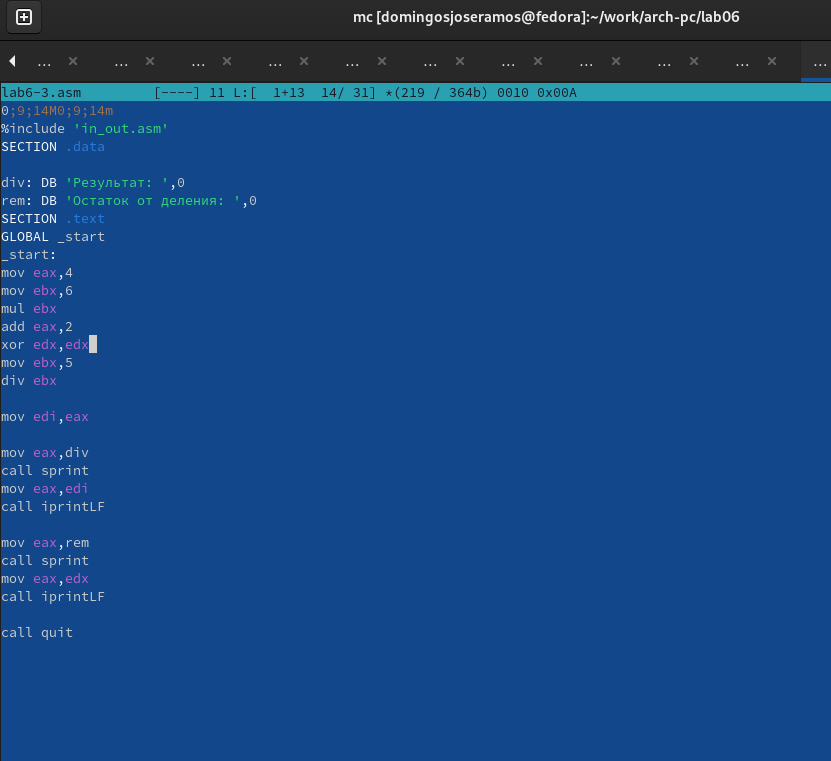 mc [domingosjoseramos@fedora]:~/work/arch-pc/lab06
... × ... × ... × ... × ... × ... × ... × ... × ... × ... × ...
lab6-3.asm [----] 11 L:[ 1+13 14/ 31] *(219 / 364b) 0010 0x00A
0;9;14M0;9;14m
%include 'in_out.asm'
SECTION .data
div: DB 'Результат: ',0
rem: DB 'Остаток от деления: ',0
SECTION .text
GLOBAL _start
_start:
mov eax,4
mov ebx,6
mul ebx
add eax,2
xor edx,edx
mov ebx,5
div ebx
mov edi,eax
mov eax,div
call sprint
mov eax,edi
call iprintLF
mov eax,rem
call sprint
mov eax,edx
call iprintLF
call quit